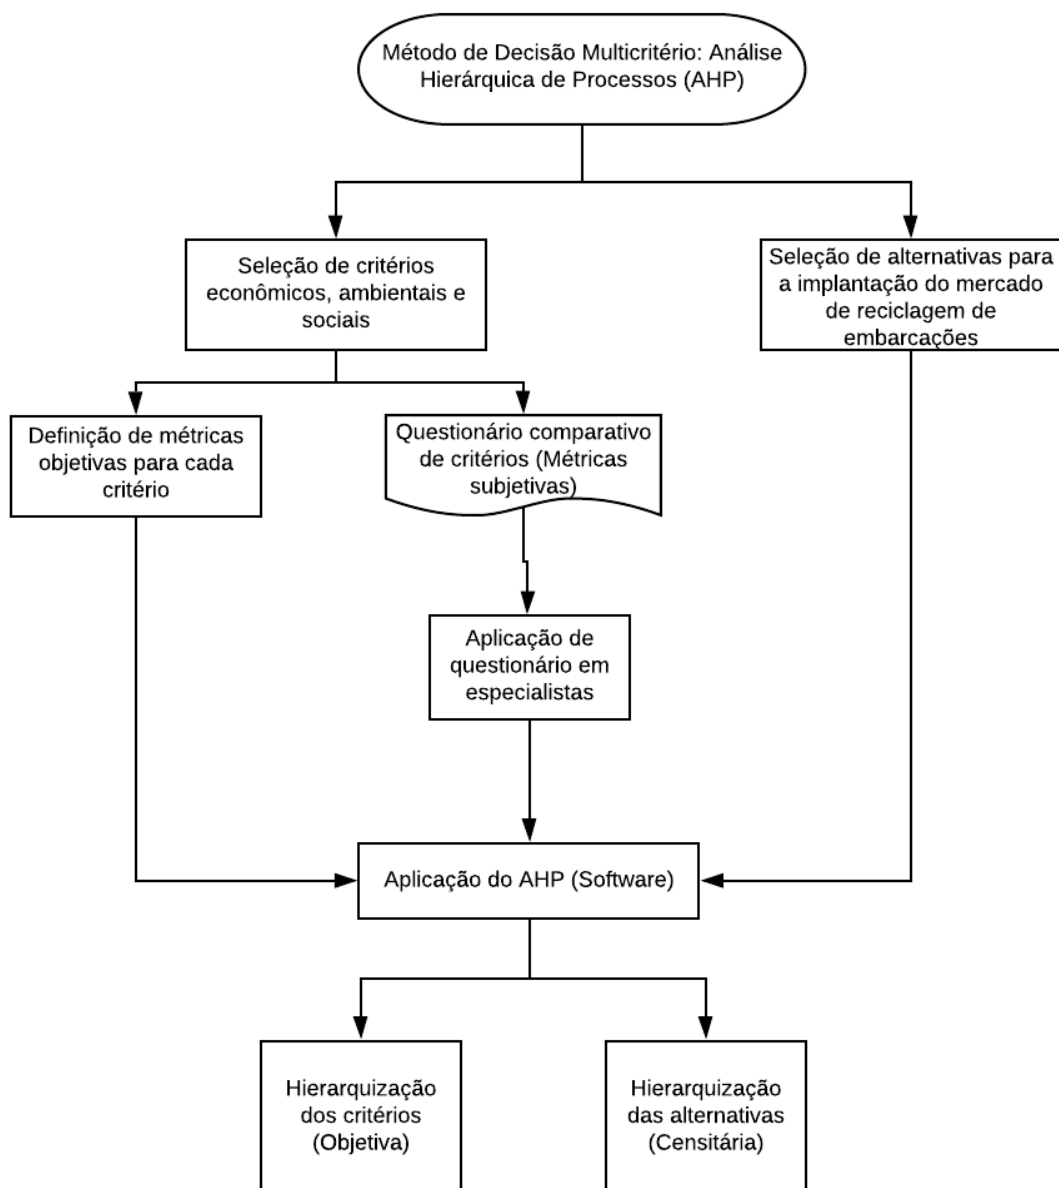 Método de Decisão Multicritério: Análise
Hierárquica de Processos (AHP)
Seleção de critérios
econômicos, ambientais e
sociais
Seleção de alternativas para
a implantação do mercado
de reciclagem de
embarcações
Definição de métricas
objetivas para cada
critério
Questionário comparativo
de critérios (Métricas
subjetivas)
Aplicação de
questionário em
especialistas
Aplicação do AHP (Software)
Hierarquização
dos critérios
(Objetiva)
Hierarquização
das alternativas
(Censitária)